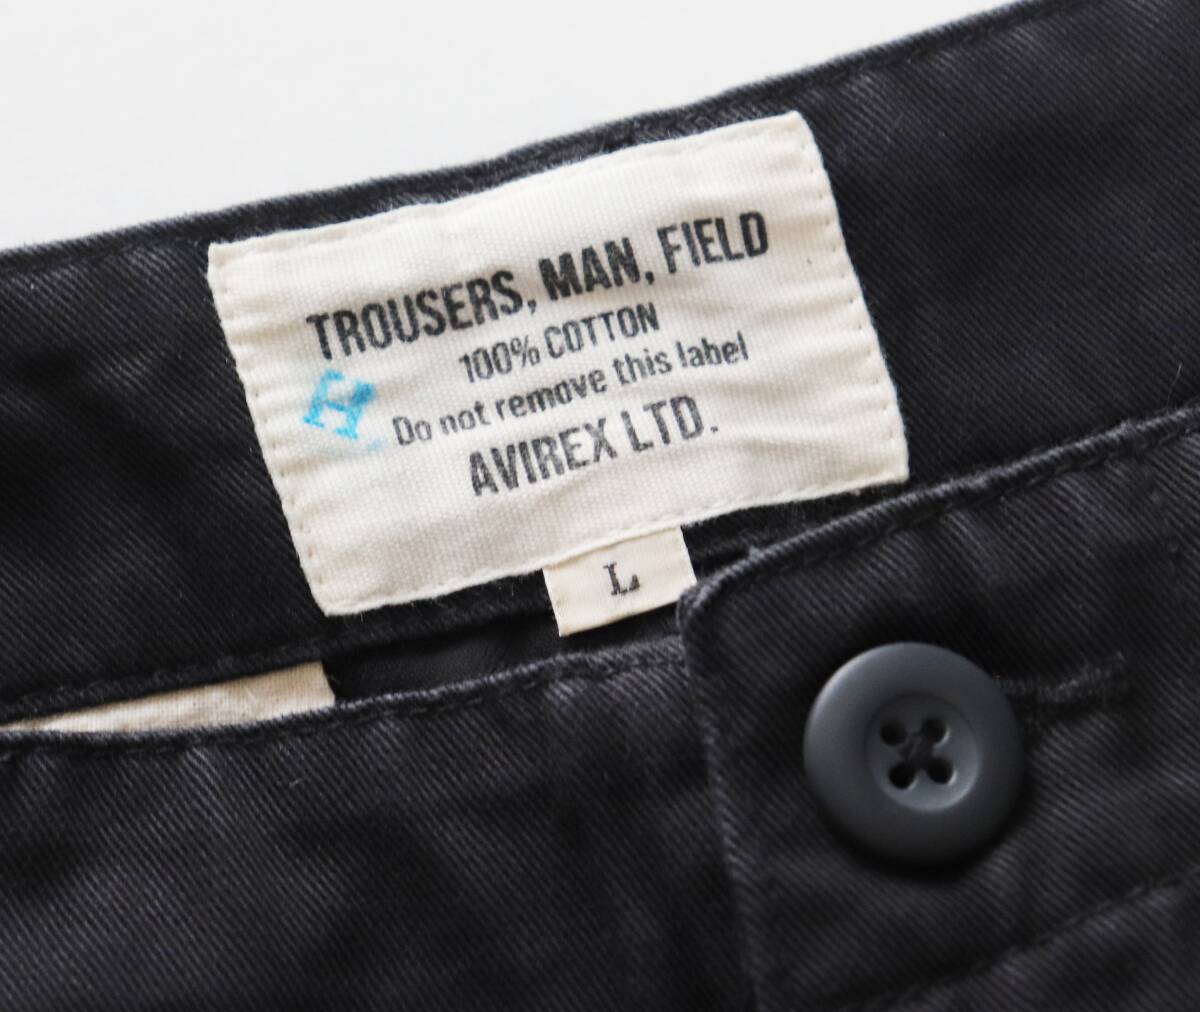 TROUSERS, MAN, FIELD
100% COTTON
H
Do not remove this label
AVIREX LTD.
L